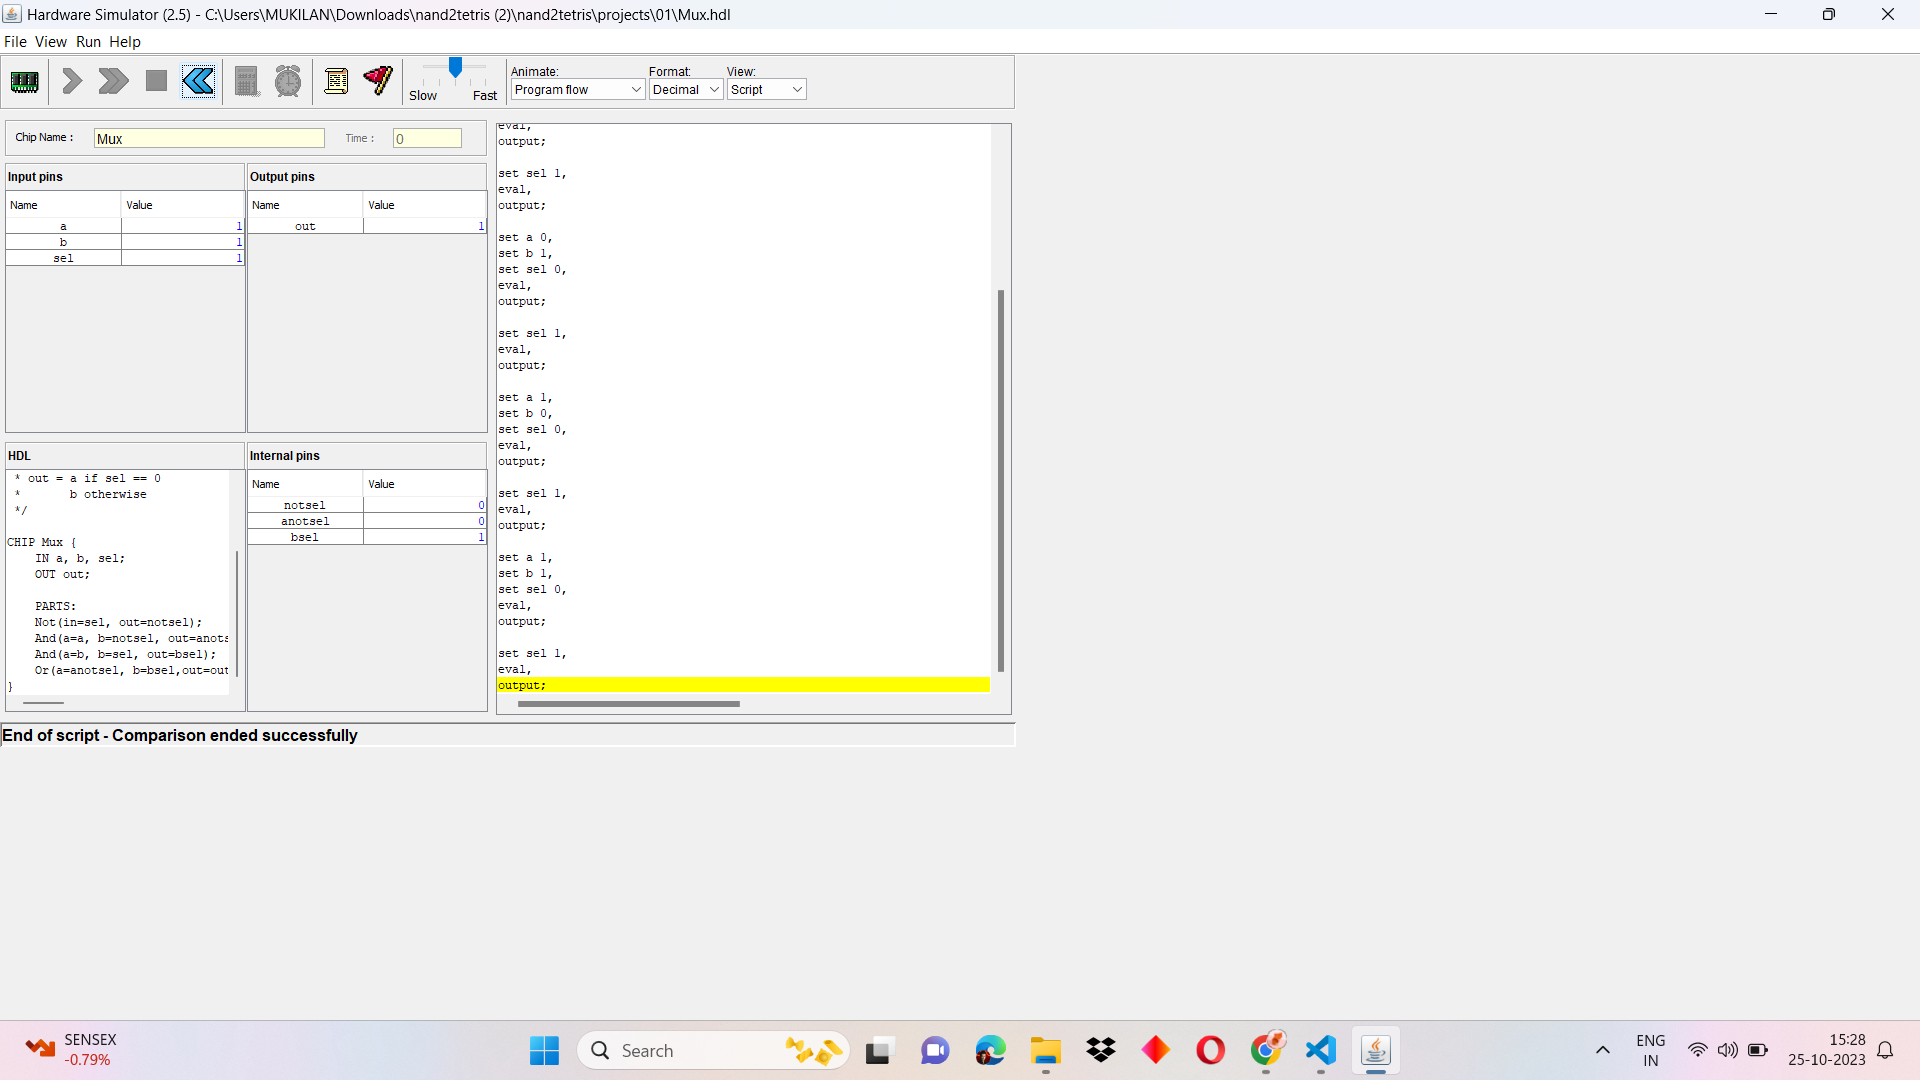 Hardware Simulator (2.5) - C:\Users\MUKILAN\Downloads\nand2tetris (2)\nand2tetris\projects\01\Mux.hdl
File View Run Help
Slow Fast
Animate:
Program flow
Format:
Decimal
View:
Script
Chip Name :
Mux
Time :
0
Input pins
Name Value
a 1
b 1
sel 1
Output pins
Name Value
out 1
HDL
* out = a if sel == 0
* b otherwise
*/
CHIP Mux {
IN a, b, sel;
OUT out;
PARTS:
Not(in=sel, out=notsel);
And(a=a, b=notsel, out=anots
And(a=b, b=sel, out=bsel);
Or(a=anotsel, b=bsel,out=out
}
Internal pins
Name Value
notsel 0
anotsel 0
bsel 1
eval,
output;
set sel 1,
eval,
output;
set a 0,
set b 1,
set sel 0,
eval,
output;
set sel 1,
eval,
output;
set a 1,
set b 0,
set sel 0,
eval,
output;
set sel 1,
eval,
output;
set a 1,
set b 1,
set sel 0,
eval,
output;
set sel 1,
eval,
output;
End of script - Comparison ended successfully
SENSEX
-0.79%
Search
ENG
IN
15:28
25-10-2023